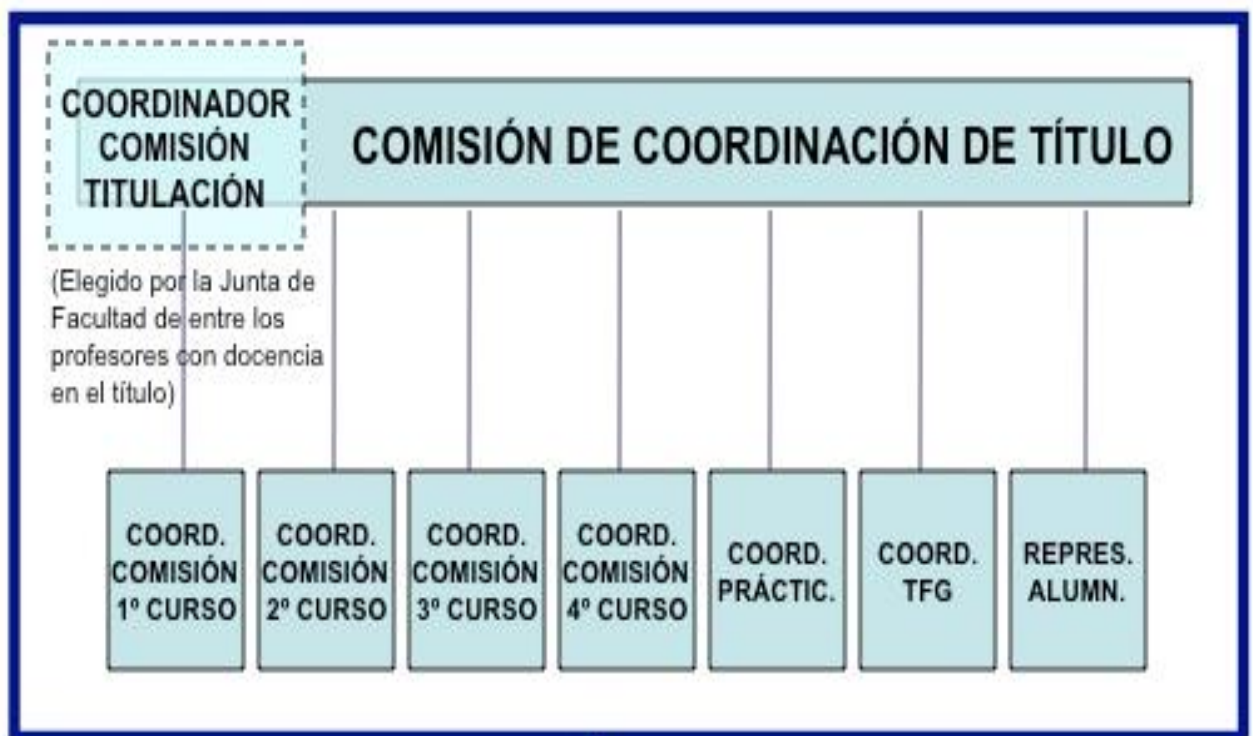 COORDINADOR
COMISIÓN
TITULACIÓN
COMISIÓN DE COORDINACIÓN DE TÍTULO
(Elegido por la Junta de
Facultad de entre los
profesores con docencia
en el título)
COORD.
COMISIÓN
1º CURSO
COORD.
COMISIÓN
2º CURSO
COORD.
COMISIÓN
3º CURSO
COORD.
COMISIÓN
4º CURSO
COORD.
PRÁCTIC.
COORD.
TFG
REPRES.
ALUMN.